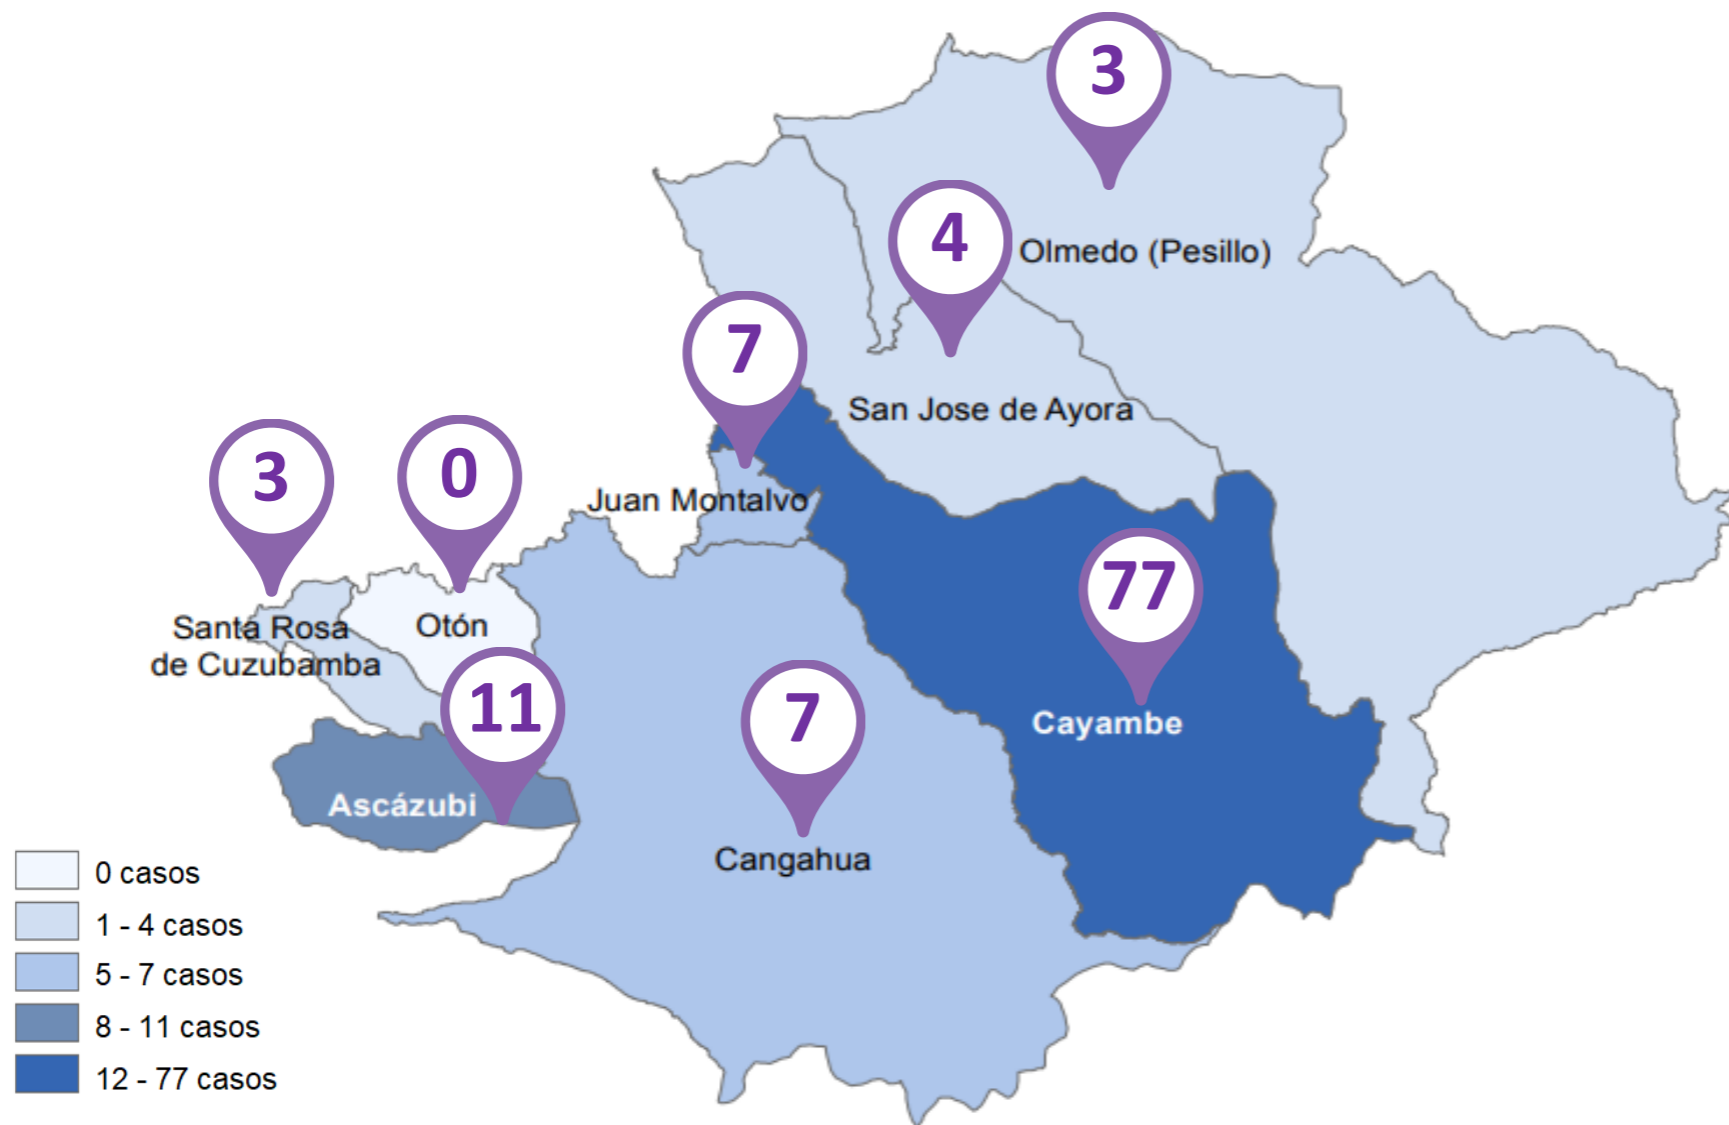 3
4
Olmedo (Pesillo)
7
San Jose de Ayora
3
0
Juan Montalvo
77
Santa Rosa
de Cuzubamba
Otón
11
7
Cayambe
Ascázubi
Cangahua
0 casos
1 - 4 casos
5 - 7 casos
8 - 11 casos
12 - 77 casos